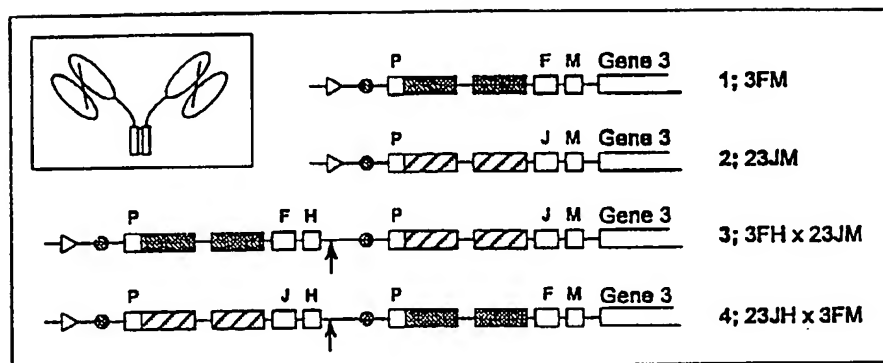 P F M Gene 3 1; 3FM
P J M Gene 3 2; 23JM
P F H P J M Gene 3 3; 3FH x 23JM
P J H P F M Gene 3 4; 23JH x 3FM